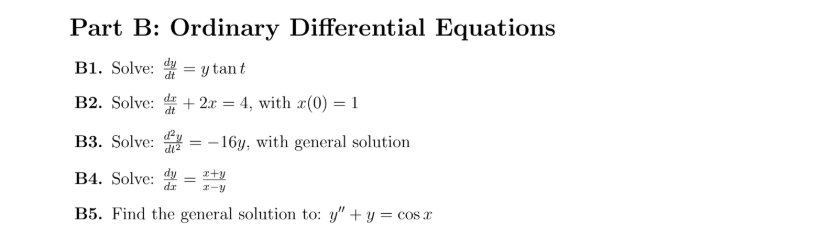 Part B: Ordinary Differential Equations
B1. Solve: dy/dt = y tan t
B2. Solve: dx/dt + 2x = 4, with x(0) = 1
B3. Solve: d²y/dt² = −16y, with general solution
B4. Solve: dy/dx = x+y/x−y
B5. Find the general solution to: y″ + y = cos x